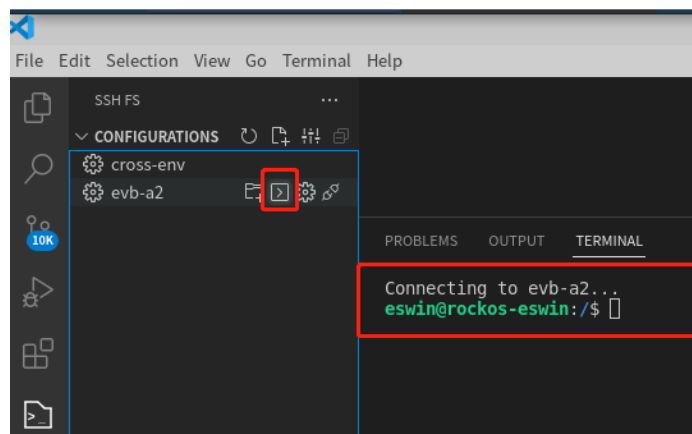 File Edit Selection View Go Terminal Help
SSH FS
CONFIGURATIONS
cross-env
evb-a2
10K
PROBLEMS OUTPUT TERMINAL
Connecting to evb-a2...
eswin@rockos-eswin:/$